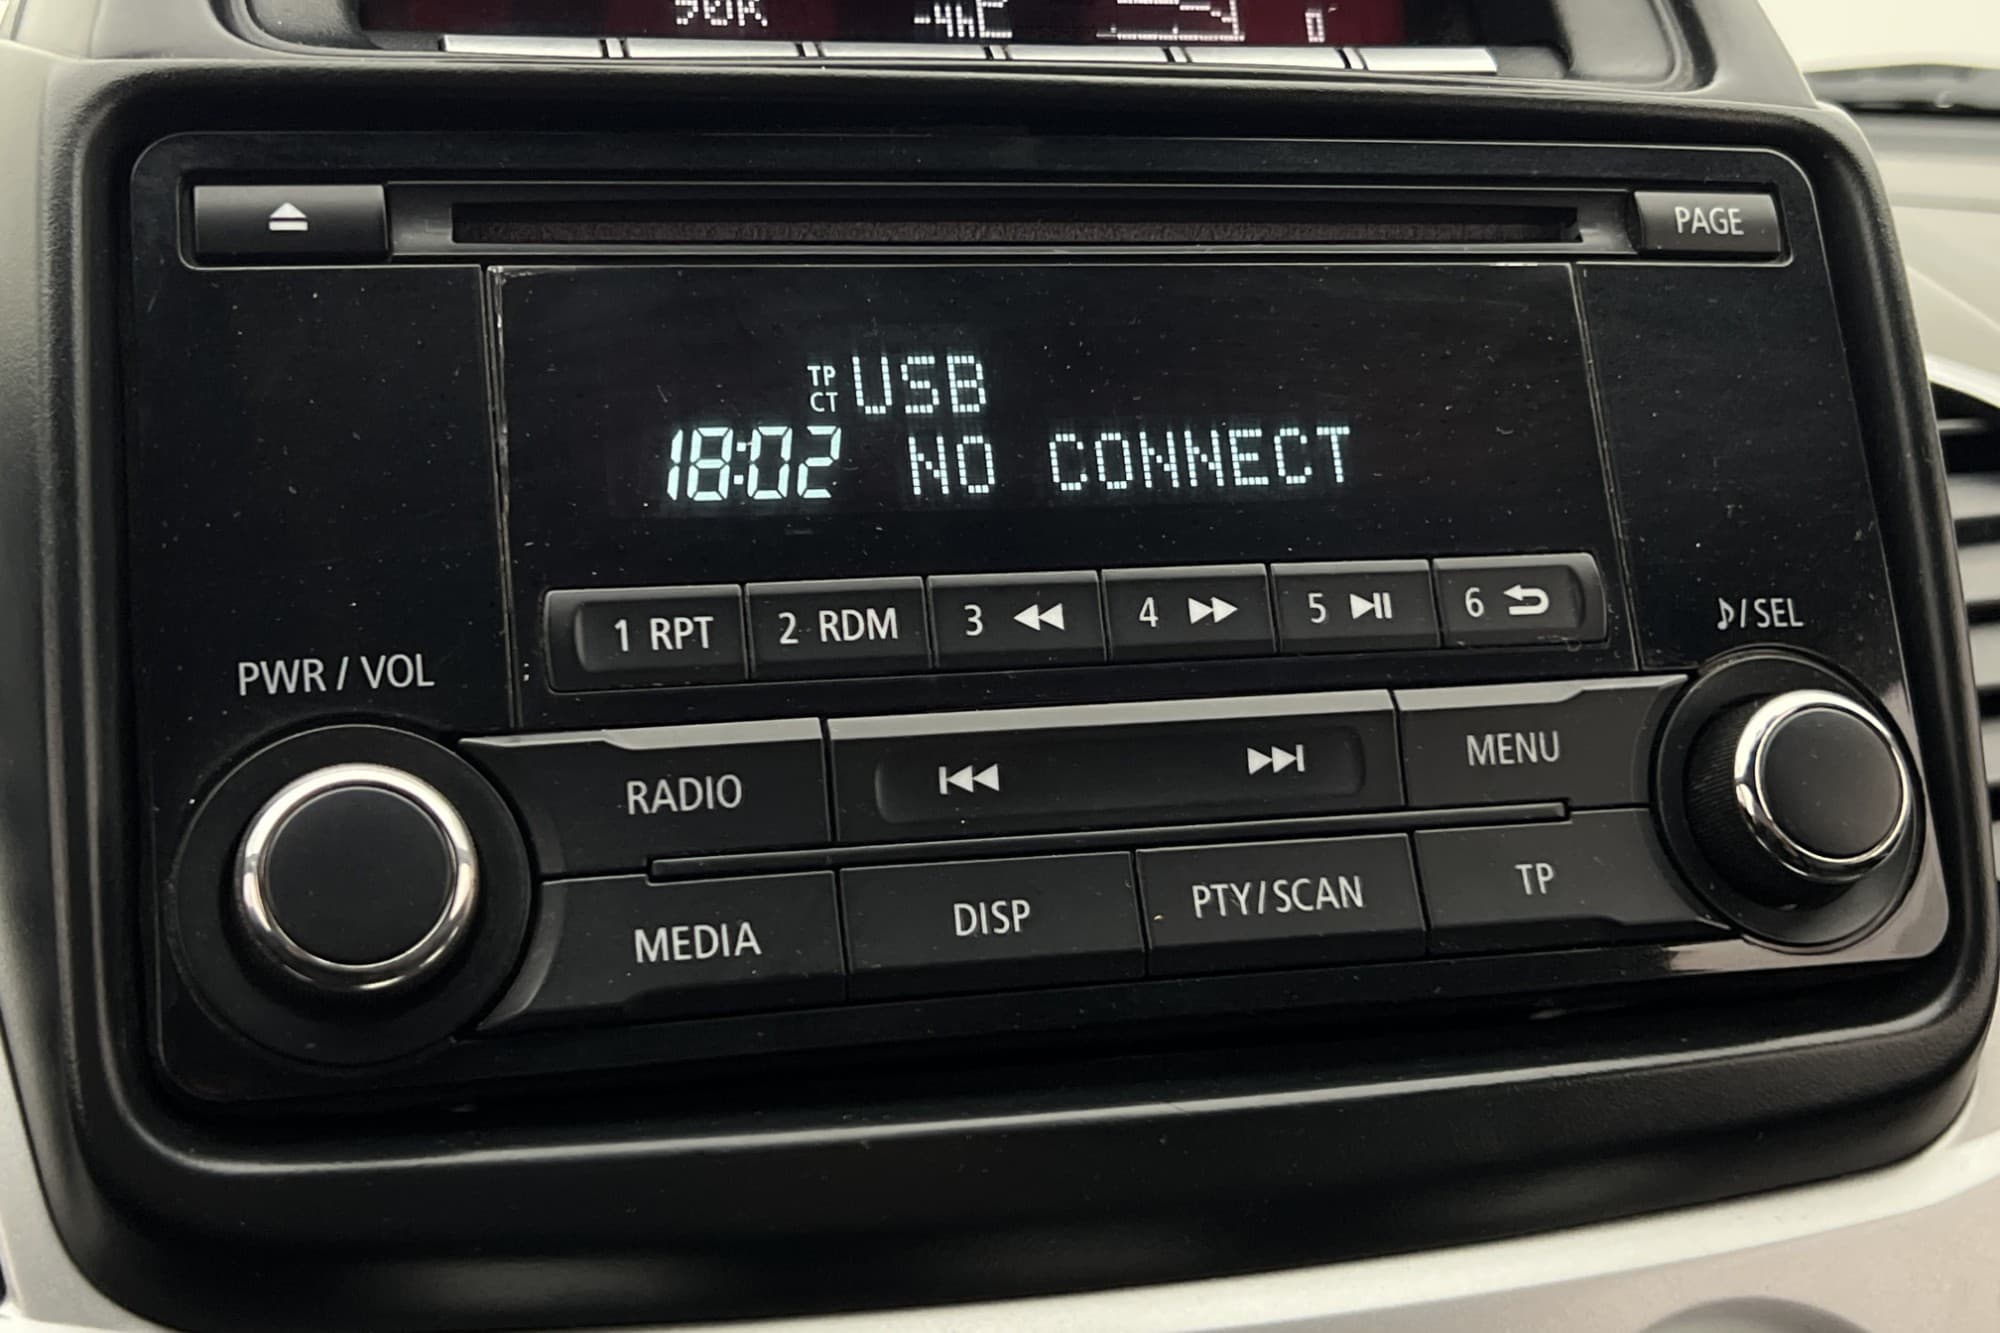 PAGE
TP
CT
USB
18:02 NO CONNECT
1 RPT
2 RDM
3
4
5
6
♪/SEL
PWR / VOL
RADIO
MENU
MEDIA
DISP
PTY/SCAN
TP